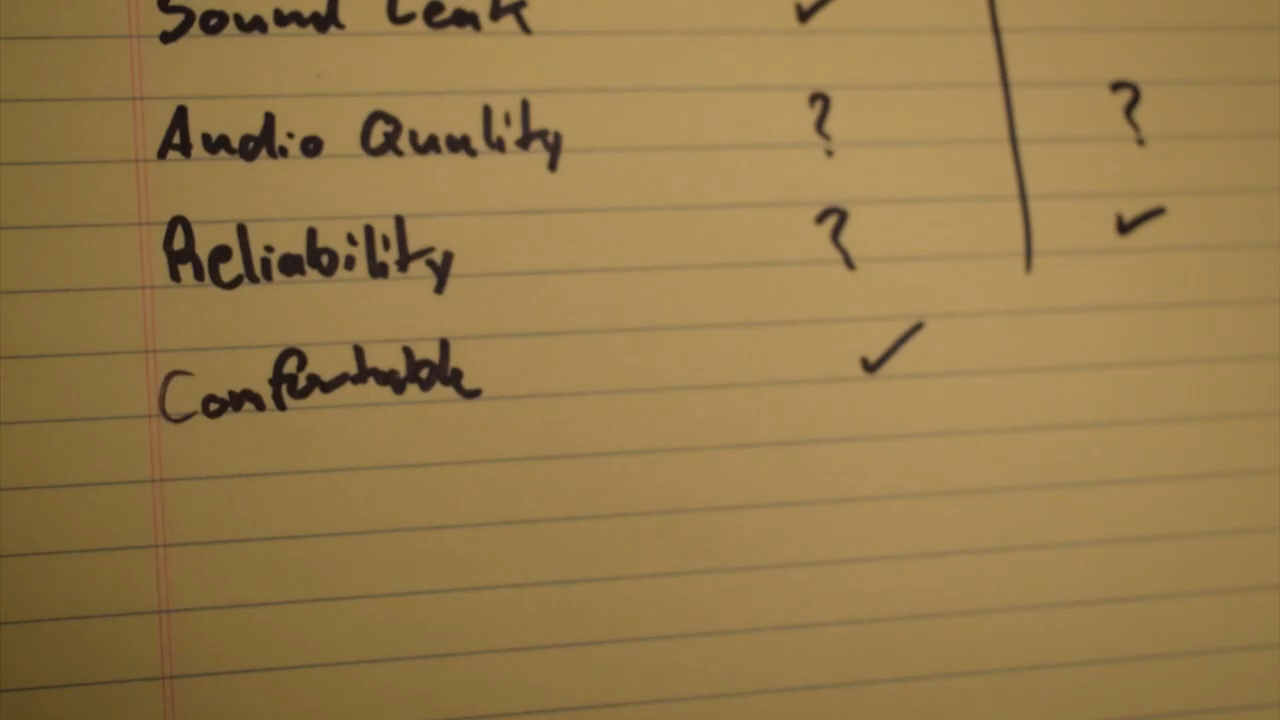 Sound Leak ✓
Audio Quality ? ?
Reliability ? ✓
Comfortable ✓